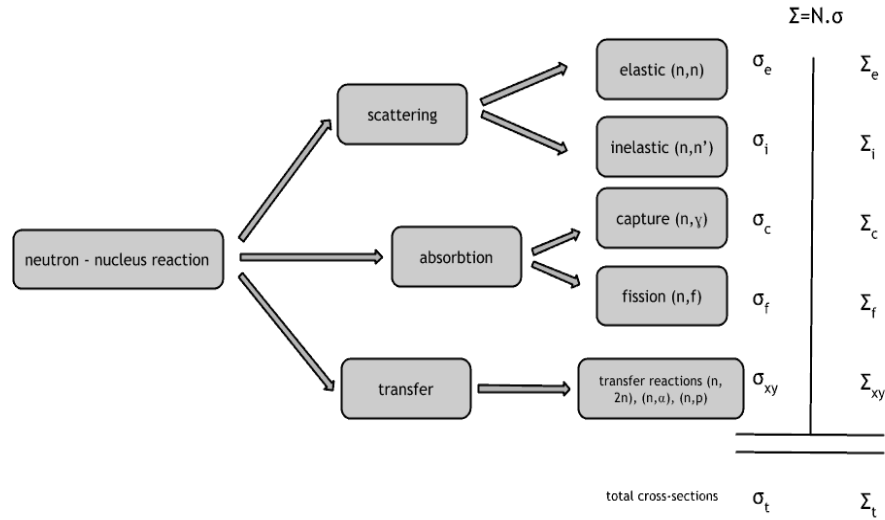 Σ=N.σ
elastic (n,n)
σe
Σe
scattering
inelastic (n,n’)
σi
Σi
capture (n,γ)
σc
Σc
neutron - nucleus reaction
absorbtion
fission (n,f)
σf
Σf
transfer
transfer reactions (n,
2n), (n,α), (n,p)
σxy
Σxy
total cross-sections
σt
Σt